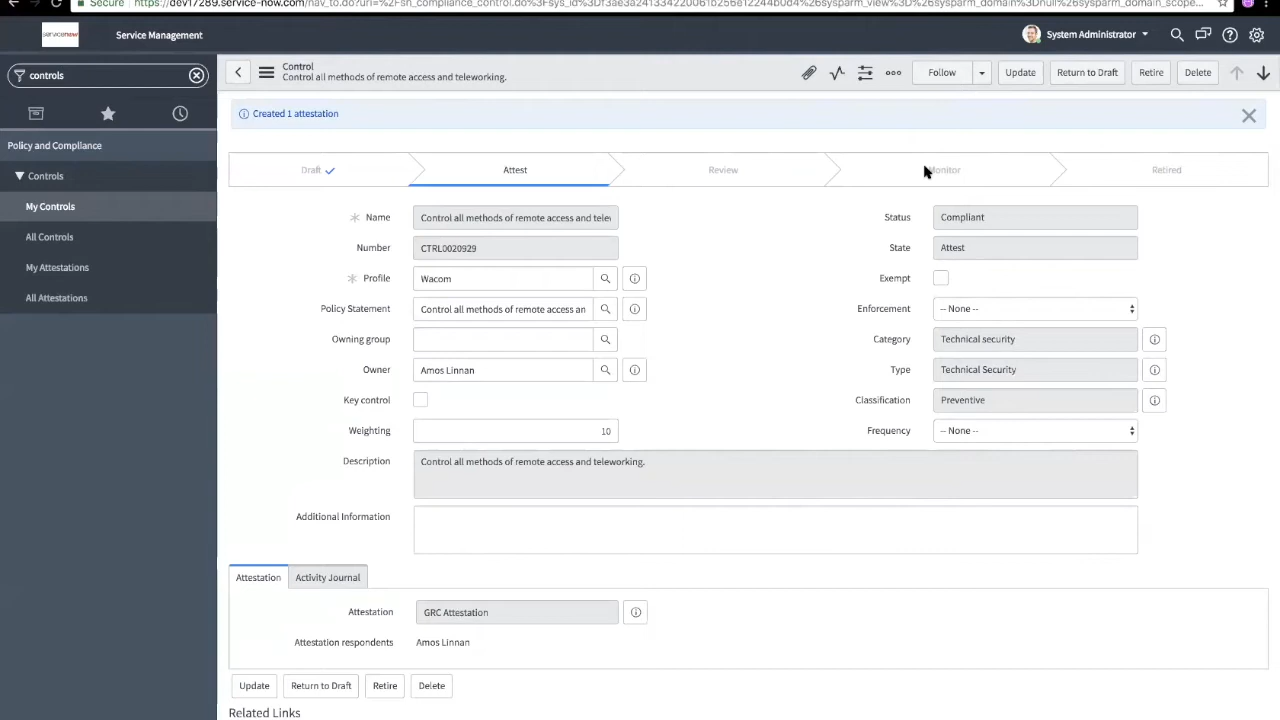 Secure https://dev17289.service-now.com/nav_to.do?uri=%2Fsn_compliance_control.do%3Fsys_id%3Df3ae3a241334220061b256e12244b0d4%26sysparm_view%3D%26sysparm_domain%3Dnull%26sysparm_domain_scope...
servicenow
Service Management
System Administrator
controls
Control
Control all methods of remote access and teleworking.
Follow
Update
Return to Draft
Retire
Delete
Created 1 attestation
Policy and Compliance
Controls
My Controls
All Controls
My Attestations
All Attestations
Draft
Attest
Review
Monitor
Retired
Name
Control all methods of remote access and telew
Status
Compliant
Number
CTRL0020929
State
Attest
Profile
Wacom
Exempt
Policy Statement
Control all methods of remote access an
Enforcement
-- None --
Owning group
Category
Technical security
Owner
Amos Linnan
Type
Technical Security
Key control
Classification
Preventive
Weighting
10
Frequency
-- None --
Description
Control all methods of remote access and teleworking.
Additional Information
Attestation
Activity Journal
Attestation
GRC Attestation
Attestation respondents
Amos Linnan
Update
Return to Draft
Retire
Delete
Related Links